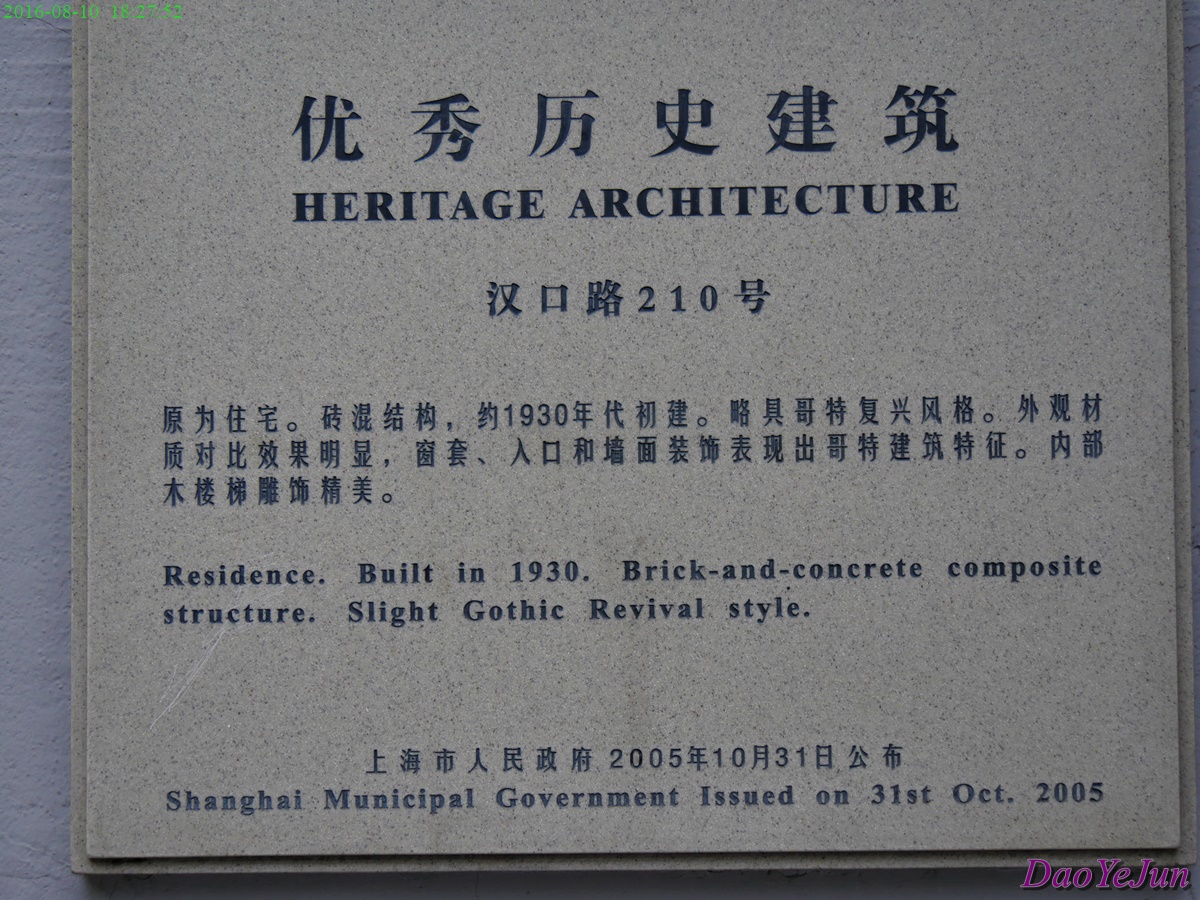 2016-08-10 18:27:52
优秀历史建筑
HERITAGE ARCHITECTURE
汉口路210号
原为住宅。砖混结构，约1930年代初建。略具哥特复兴风格。外观材
质对比效果明显，窗套、入口和墙面装饰表现出哥特建筑特征。内部
木楼梯雕饰精美。
Residence. Built in 1930. Brick-and-concrete composite
structure. Slight Gothic Revival style.
上海市人民政府 2005年10月31日公布
Shanghai Municipal Government Issued on 31st Oct. 2005
DaoYeJun